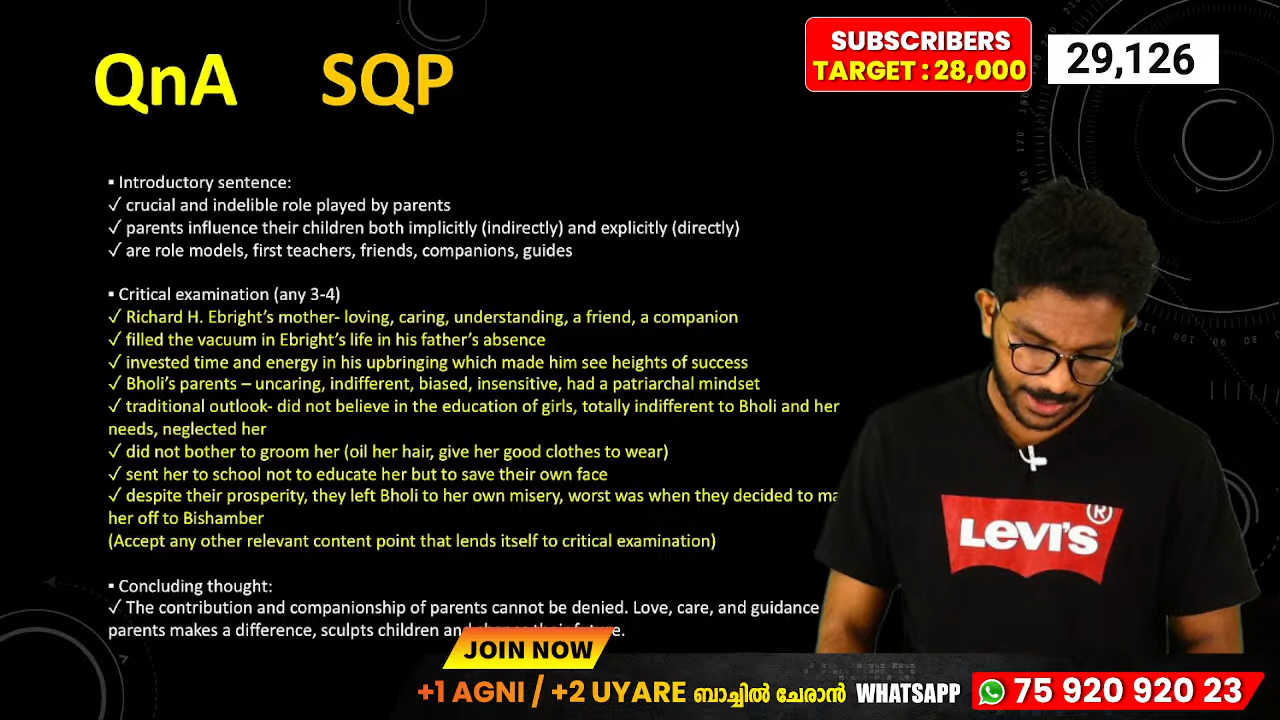 QnA SQP
SUBSCRIBERS
TARGET : 28,000
29,126
▪ Introductory sentence:
✓ crucial and indelible role played by parents
✓ parents influence their children both implicitly (indirectly) and explicitly (directly)
✓ are role models, first teachers, friends, companions, guides
▪ Critical examination (any 3-4)
✓ Richard H. Ebright’s mother- loving, caring, understanding, a friend, a companion
✓ filled the vacuum in Ebright’s life in his father’s absence
✓ invested time and energy in his upbringing which made him see heights of success
✓ Bholi’s parents – uncaring, indifferent, biased, insensitive, had a patriarchal mindset
✓ traditional outlook- did not believe in the education of girls, totally indifferent to Bholi and her
needs, neglected her
✓ did not bother to groom her (oil her hair, give her good clothes to wear)
✓ sent her to school not to educate her but to save their own face
✓ despite their prosperity, they left Bholi to her own misery, worst was when they decided to
her off to Bishamber
(Accept any other relevant content point that lends itself to critical examination)
▪ Concluding thought:
✓ The contribution and companionship of parents cannot be denied. Love, care, and guidance
parents makes a difference, sculpts children
LEVI'S ®
JOIN NOW
+1 AGNI / +2 UYARE ബാച്ചിൽ ചേരാൻ WHATSAPP 75 920 920 23